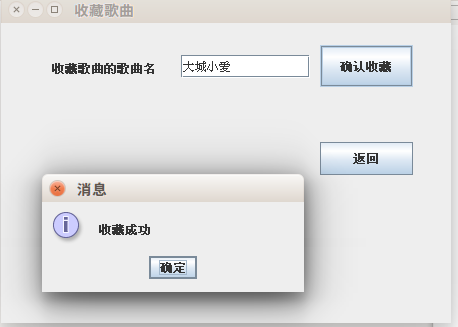 收藏歌曲
收藏歌曲的歌曲名 大城小爱 确认收藏
返回
消息
收藏成功
确定